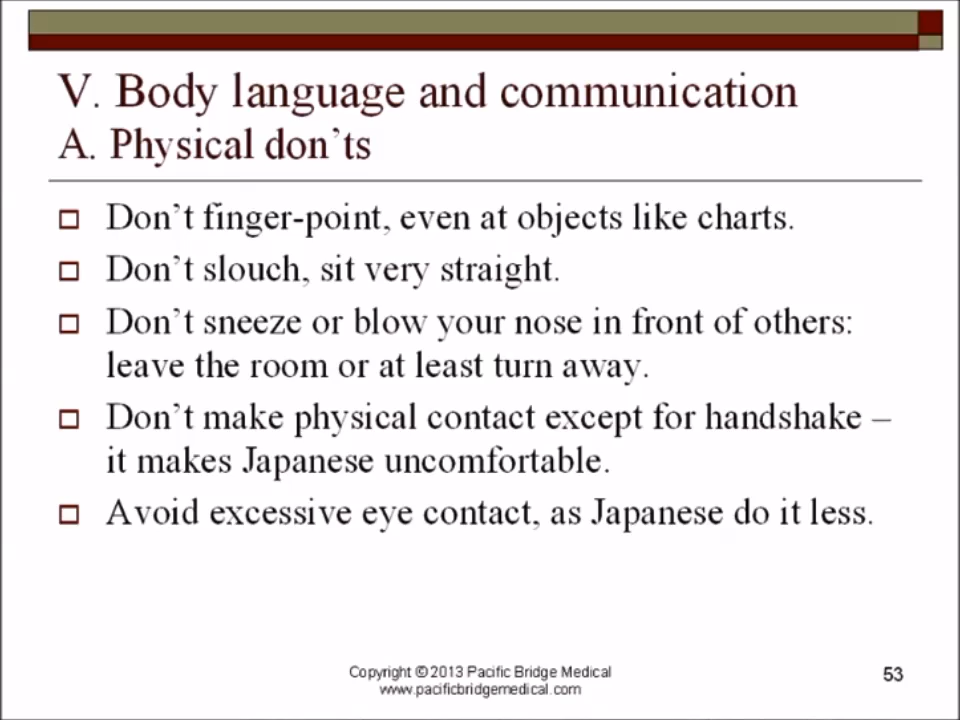 V. Body language and communication
A. Physical don’ts
Don’t finger-point, even at objects like charts.
Don’t slouch, sit very straight.
Don’t sneeze or blow your nose in front of others:
leave the room or at least turn away.
Don’t make physical contact except for handshake –
it makes Japanese uncomfortable.
Avoid excessive eye contact, as Japanese do it less.
Copyright © 2013 Pacific Bridge Medical
www.pacificbridgemedical.com
53